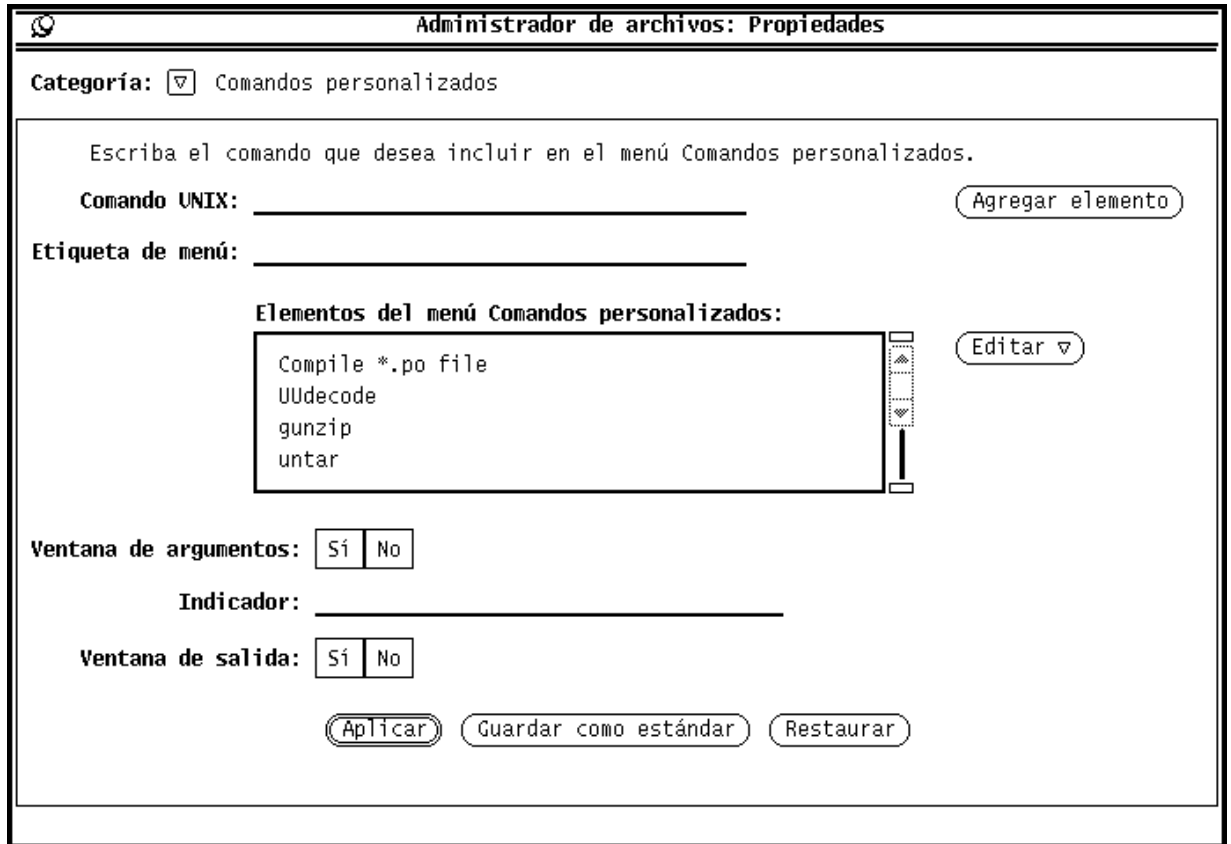 Administrador de archivos: Propiedades
Categoría: Comandos personalizados
Escriba el comando que desea incluir en el menú Comandos personalizados.
Comando UNIX: Agregar elemento
Etiqueta de menú:
Elementos del menú Comandos personalizados:
Editar
Compile *.po file
UUdecode
gunzip
untar
Ventana de argumentos: Sí No
Indicador:
Ventana de salida: Sí No
Aplicar Guardar como estándar Restaurar